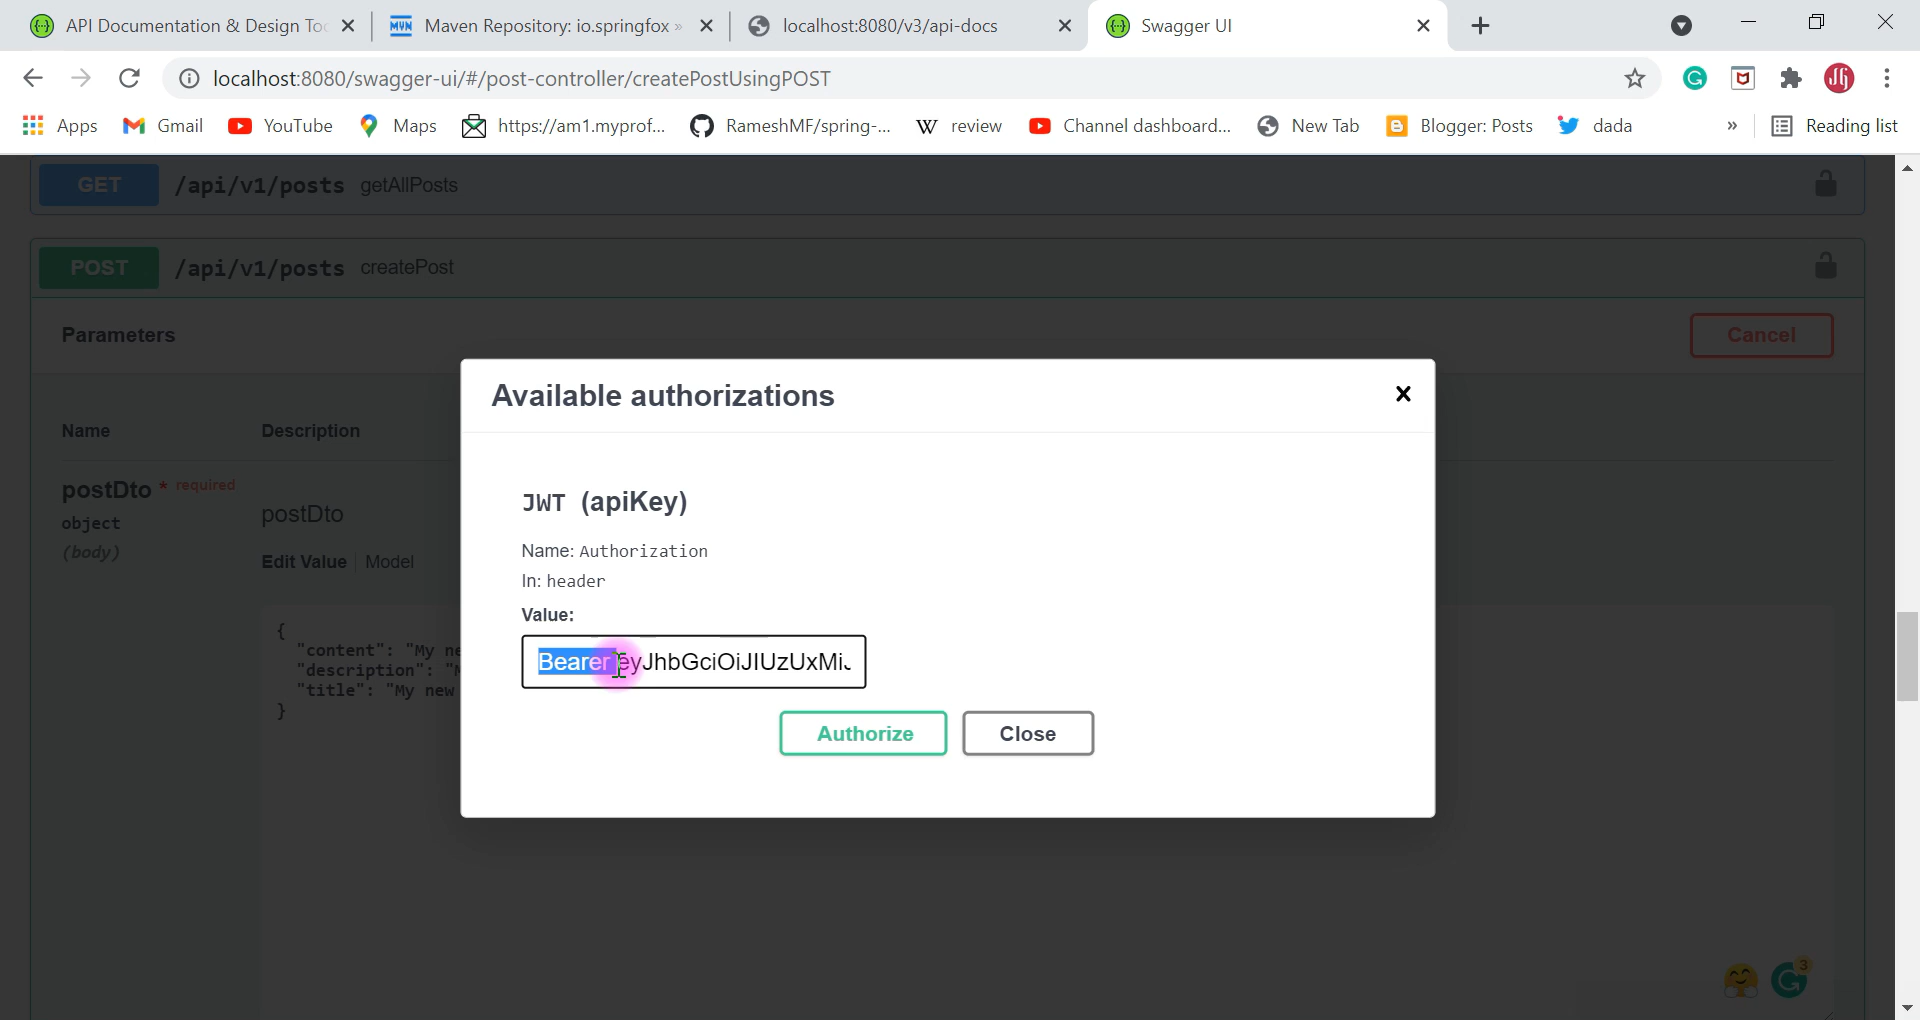 API Documentation & Design Too
Maven Repository: io.springfox »
localhost:8080/v3/api-docs
Swagger UI
localhost:8080/swagger-ui/#/post-controller/createPostUsingPOST
Apps
Gmail
YouTube
Maps
https://am1.myprof...
RameshMF/spring-...
W review
Channel dashboard...
New Tab
Blogger: Posts
dada
»
Reading list
GET /api/v1/posts getAllPosts
POST /api/v1/posts createPost
Parameters
Cancel
Name
Description
postDto * required
object
(body)
postDto
Edit Value
Model
{
"content": "My ne
"description": "M
"title": "My new
}
Available authorizations
JWT (apiKey)
Name: Authorization
In: header
Value:
Bearer eyJhbGciOiJIUzUxMiJ
Authorize
Close
3